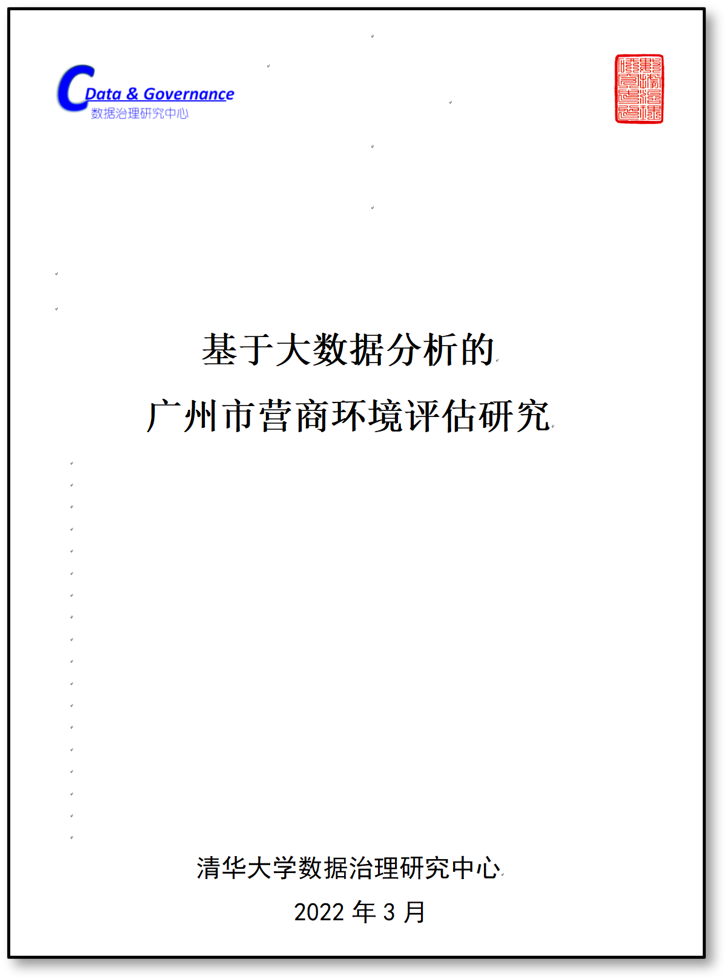 C Data & Governance
数据治理研究中心
基于大数据分析的
广州市营商环境评估研究
清华大学数据治理研究中心
2022 年 3 月